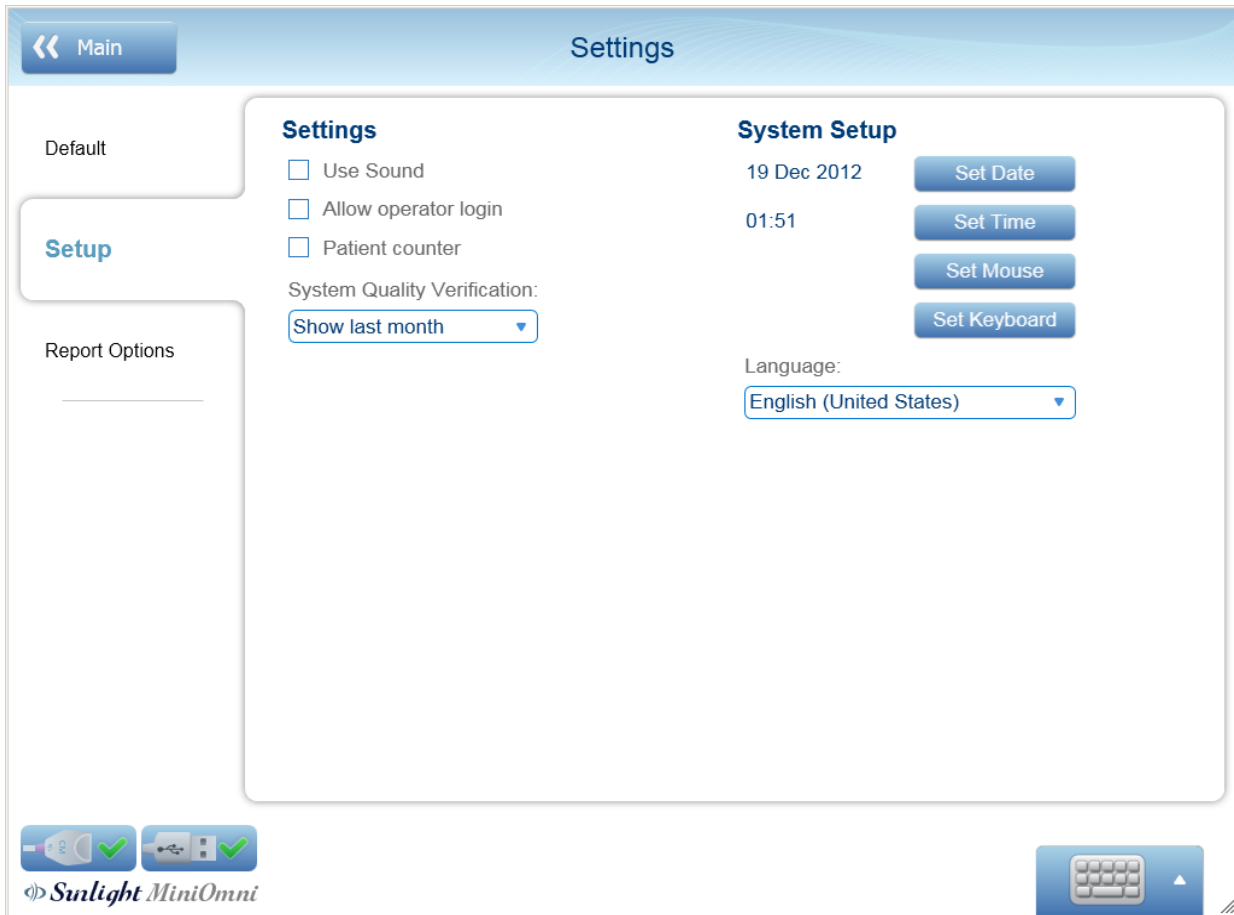 Main
Settings
Default
Setup
Report Options
Settings
Use Sound
Allow operator login
Patient counter
System Quality Verification:
Show last month
System Setup
19 Dec 2012 Set Date
01:51 Set Time
Set Mouse
Set Keyboard
Language:
English (United States)
CM
Sunlight MiniOmni